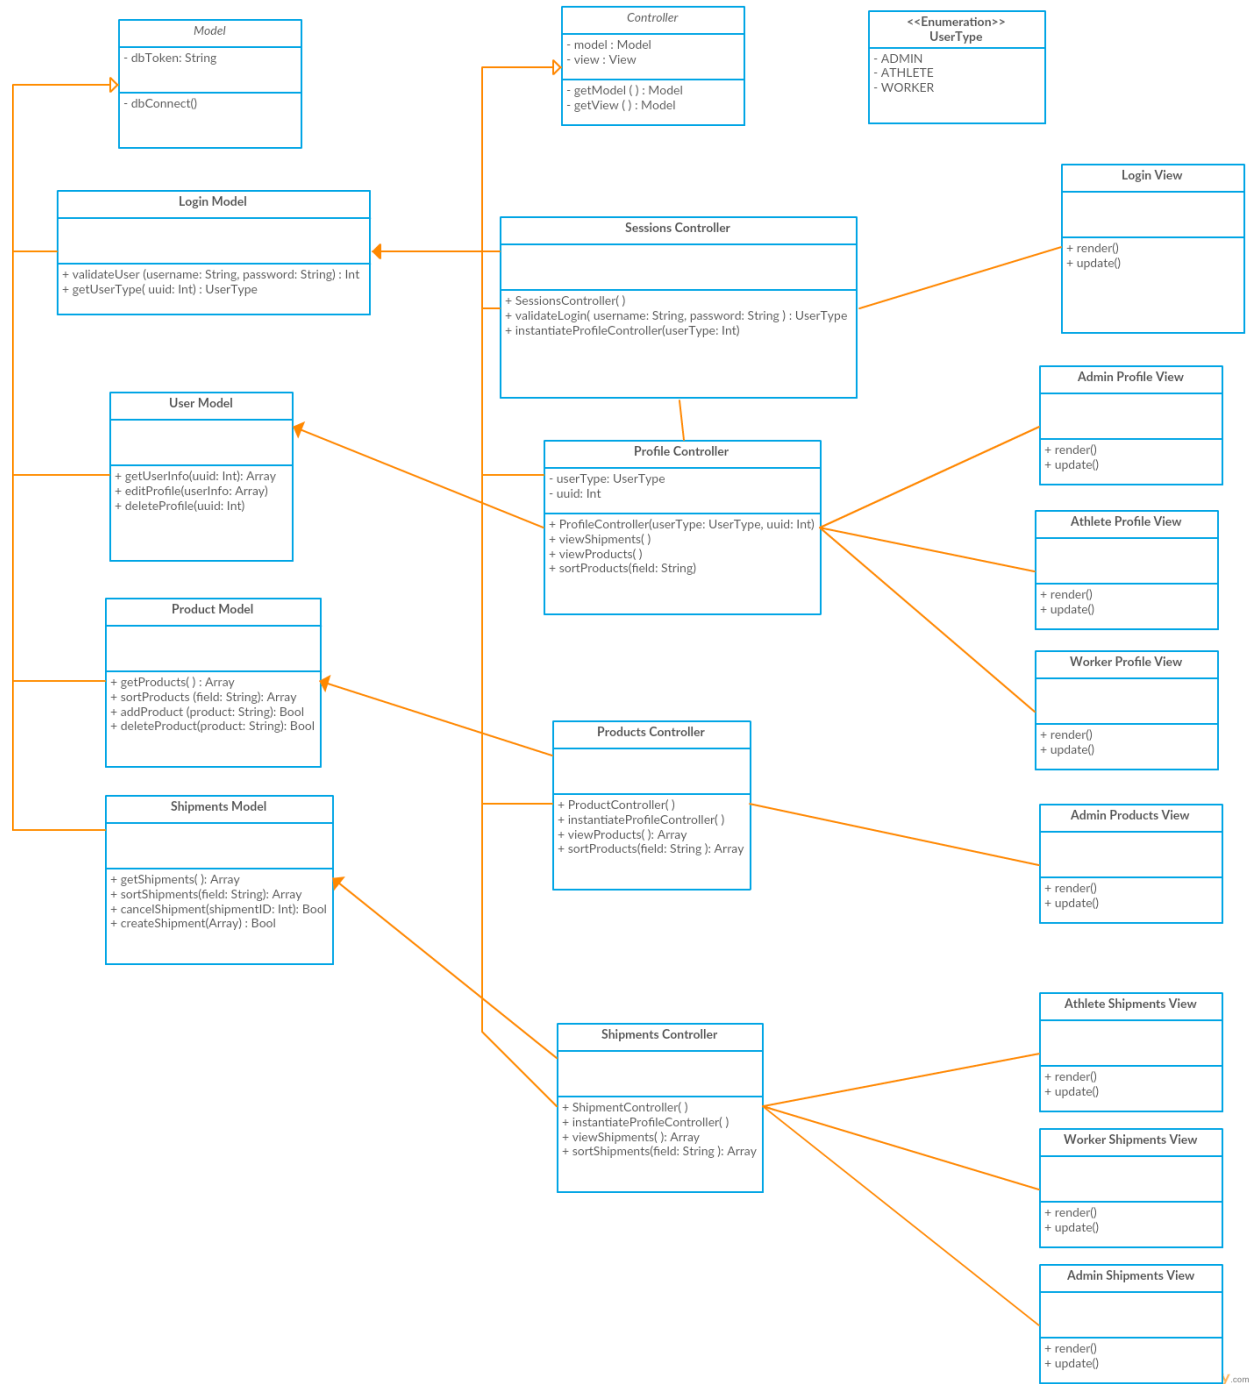 Model
- dbToken: String
- dbConnect()
Controller
- model : Model
- view : View
- getModel ( ) : Model
- getView ( ) : Model
<<Enumeration>>
UserType
- ADMIN
- ATHLETE
- WORKER
Login Model
+ validateUser (username: String, password: String) : Int
+ getUserType( uuid: Int) : UserType
Sessions Controller
+ SessionsController( )
+ validateLogin( username: String, password: String ) : UserType
+ instantiateProfileController(userType: Int)
Login View
+ render()
+ update()
User Model
+ getUserInfo(uuid: Int): Array
+ editProfile(userInfo: Array)
+ deleteProfile(uuid: Int)
Profile Controller
- userType: UserType
- uuid: Int
+ ProfileController(userType: UserType, uuid: Int)
+ viewShipments( )
+ viewProducts( )
+ sortProducts(field: String)
Admin Profile View
+ render()
+ update()
Athlete Profile View
+ render()
+ update()
Worker Profile View
+ render()
+ update()
Product Model
+ getProducts( ) : Array
+ sortProducts (field: String): Array
+ addProduct (product: String): Bool
+ deleteProduct(product: String): Bool
Products Controller
+ ProductController( )
+ instantiateProfileController( )
+ viewProducts( ): Array
+ sortProducts(field: String ): Array
Admin Products View
+ render()
+ update()
Shipments Model
+ getShipments( ): Array
+ sortShipments(field: String): Array
+ cancelShipment(shipmentID: Int): Bool
+ createShipment(Array) : Bool
Shipments Controller
+ ShipmentController( )
+ instantiateProfileController( )
+ viewShipments( ): Array
+ sortShipments(field: String ): Array
Athlete Shipments View
+ render()
+ update()
Worker Shipments View
+ render()
+ update()
Admin Shipments View
+ render()
+ update()
.com